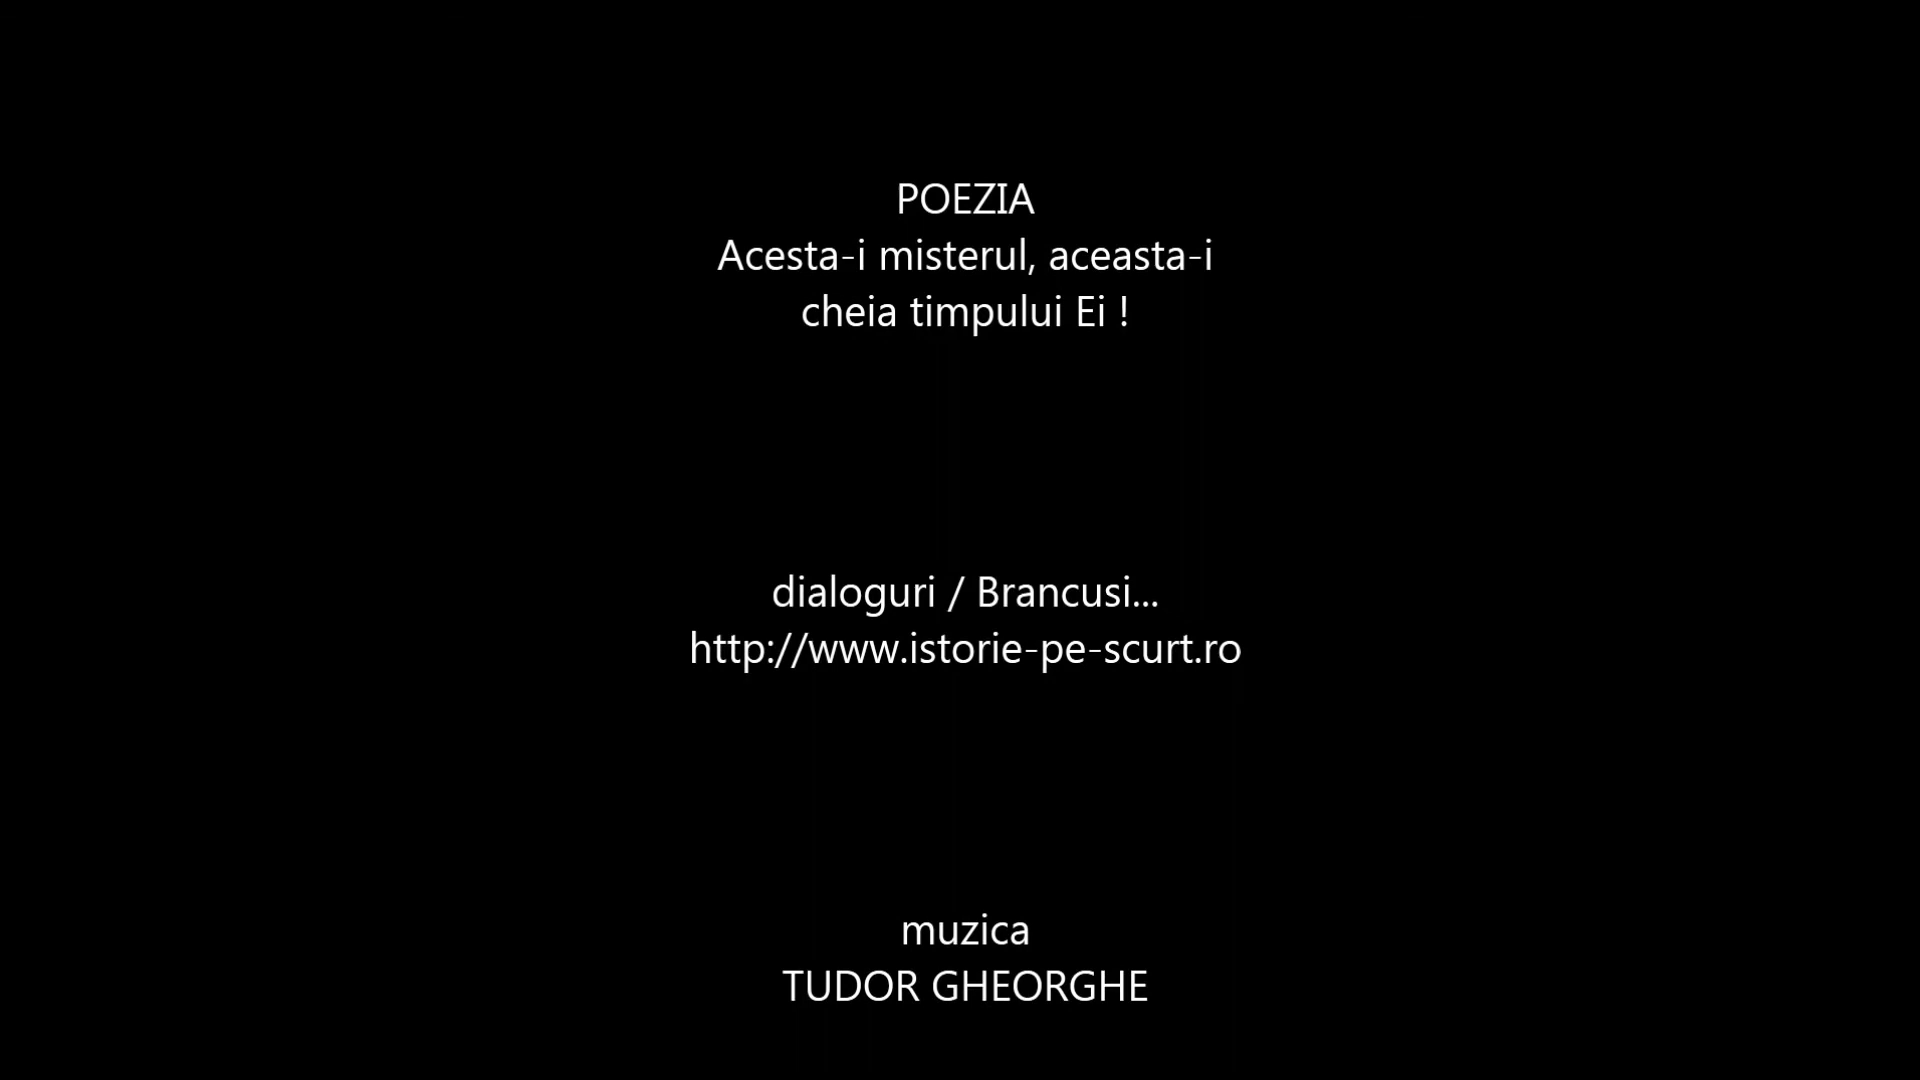 POEZIA
Acesta-i misterul, aceasta-i
cheia timpului Ei !
dialoguri / Brancusi...
http://www.istorie-pe-scurt.ro
muzica
TUDOR GHEORGHE